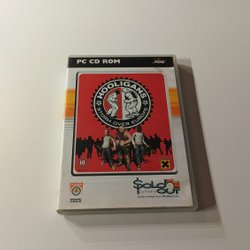 PC CD ROM
HOOLIGANS
STORM OVER EUROPE
18
SOLD
OUT